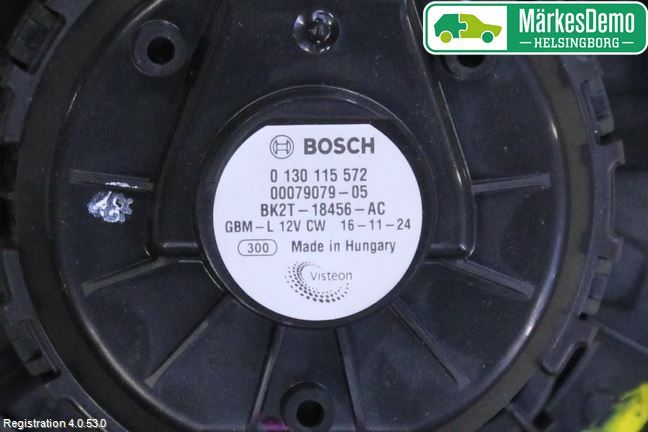 MärkesDemo
HELSINGBORG
BOSCH
0 130 115 572
00079079-05
BK2T-18456-AC
GBM-L 12V CW 16-11-24
300 Made in Hungary
Visteon
Registration 4.0.53.0